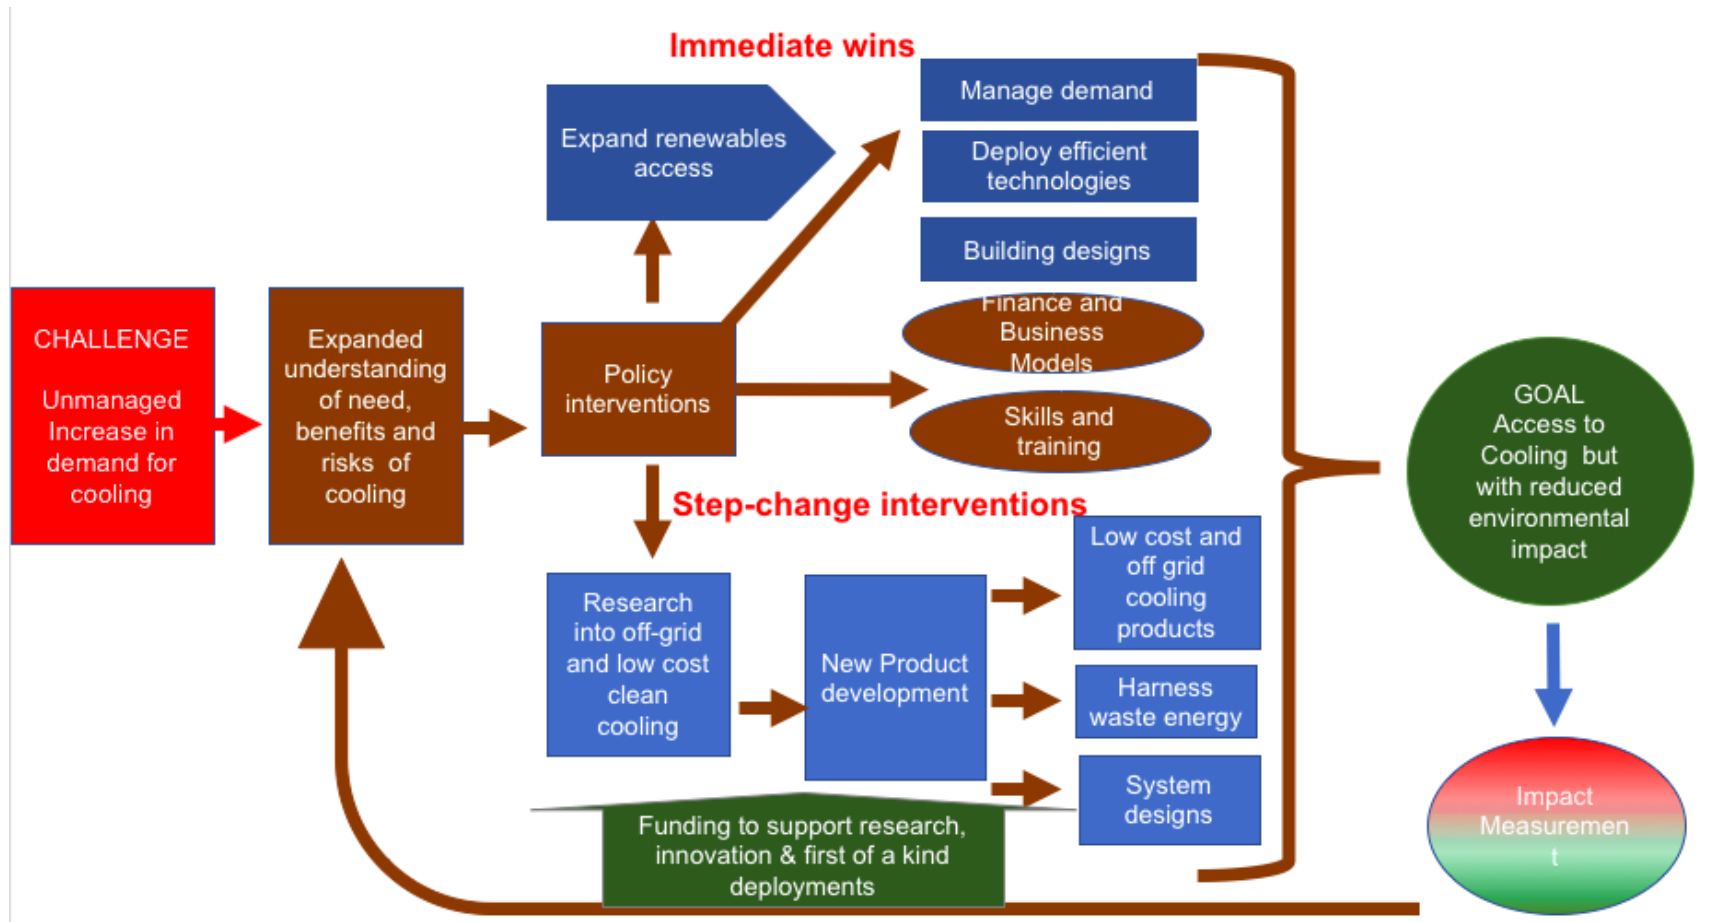 Immediate wins
Expand renewables
access
Manage demand
Deploy efficient
technologies
Building designs
Finance and
Business
Models
Skills and
training
CHALLENGE
Unmanaged
Increase in
demand for
cooling
Expanded
understanding
of need,
benefits and
risks of
cooling
Policy
interventions
Step-change interventions
Research
into off-grid
and low cost
clean
cooling
New Product
development
Low cost and
off grid
cooling
products
Harness
waste energy
System
designs
Funding to support research,
innovation & first of a kind
deployments
GOAL
Access to
Cooling but
with reduced
environmental
impact
Impact
Measuremen
t